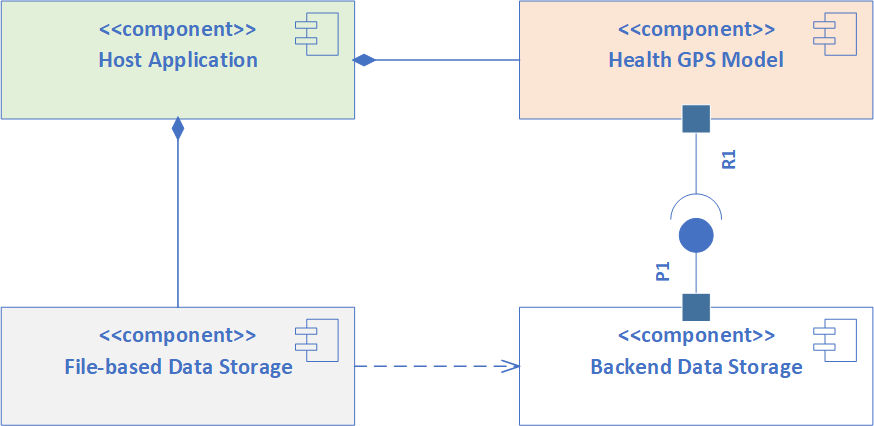 <<component>>
Host Application
<<component>>
Health GPS Model
R1
P1
<<component>>
File-based Data Storage
<<component>>
Backend Data Storage